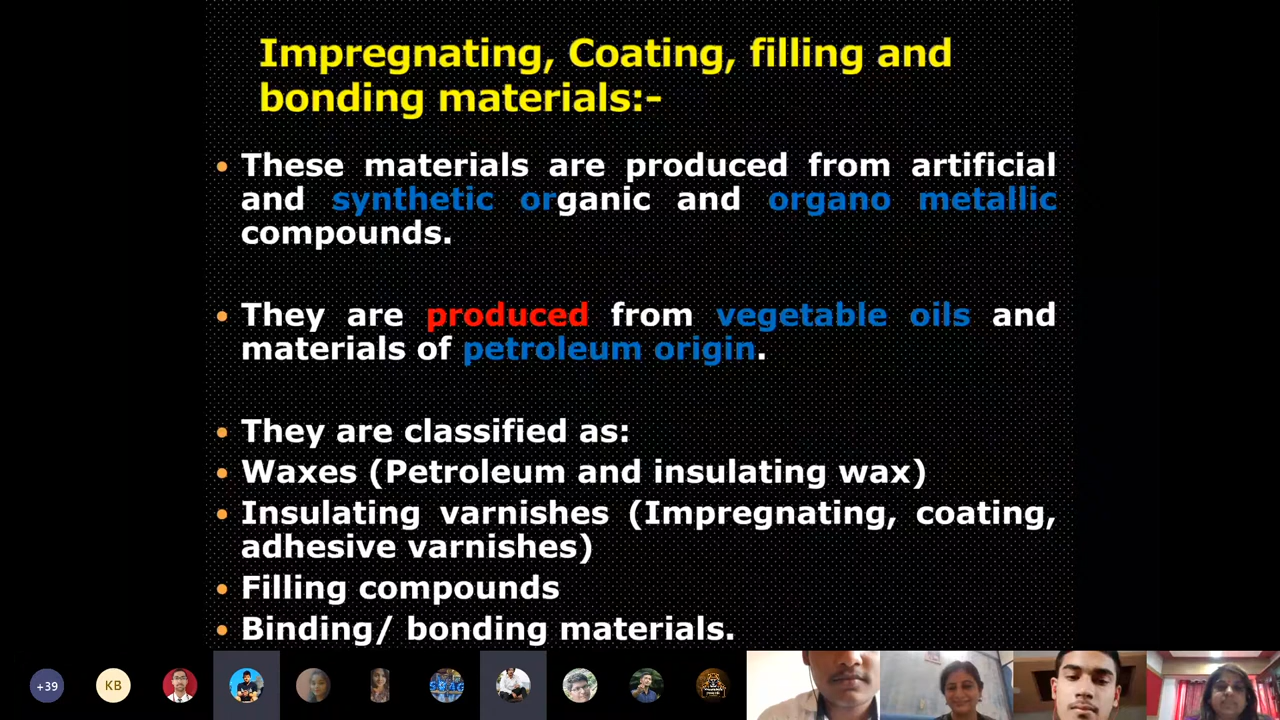 Impregnating, Coating, filling and
bonding materials:-
• These materials are produced from artificial
and synthetic organic and organo metallic
compounds.
• They are produced from vegetable oils and
materials of petroleum origin.
• They are classified as:
• Waxes (Petroleum and insulating wax)
• Insulating varnishes (Impregnating, coating,
adhesive varnishes)
• Filling compounds
• Binding/ bonding materials.
+39 KB